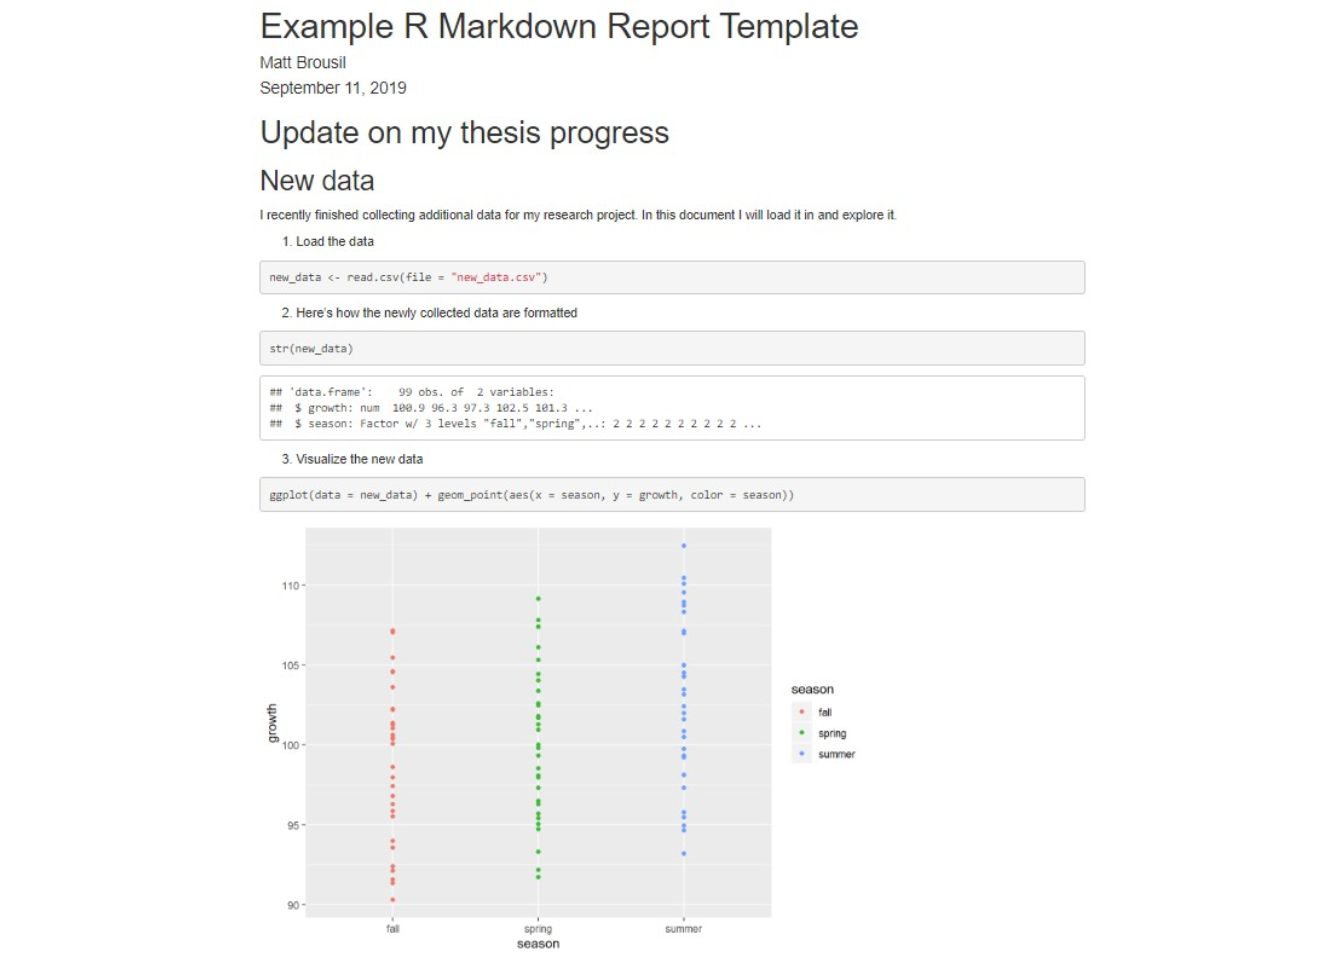 Example R Markdown Report Template
Matt Brousil
September 11, 2019
Update on my thesis progress
New data
I recently finished collecting additional data for my research project. In this document I will load it in and explore it.
1. Load the data
new_data <- read.csv(file = "new_data.csv")
2. Here's how the newly collected data are formatted
str(new_data)
## 'data.frame':    99 obs. of  2 variables:
##  $ growth: num  100.9 96.3 97.3 102.5 101.3 ...
##  $ season: Factor w/ 3 levels "fall","spring",..: 2 2 2 2 2 2 2 2 2 2 ...
3. Visualize the new data
ggplot(data = new_data) + geom_point(aes(x = season, y = growth, color = season))
110
105
100
95
90
growth
fall
spring
summer
season
season
fall
spring
summer